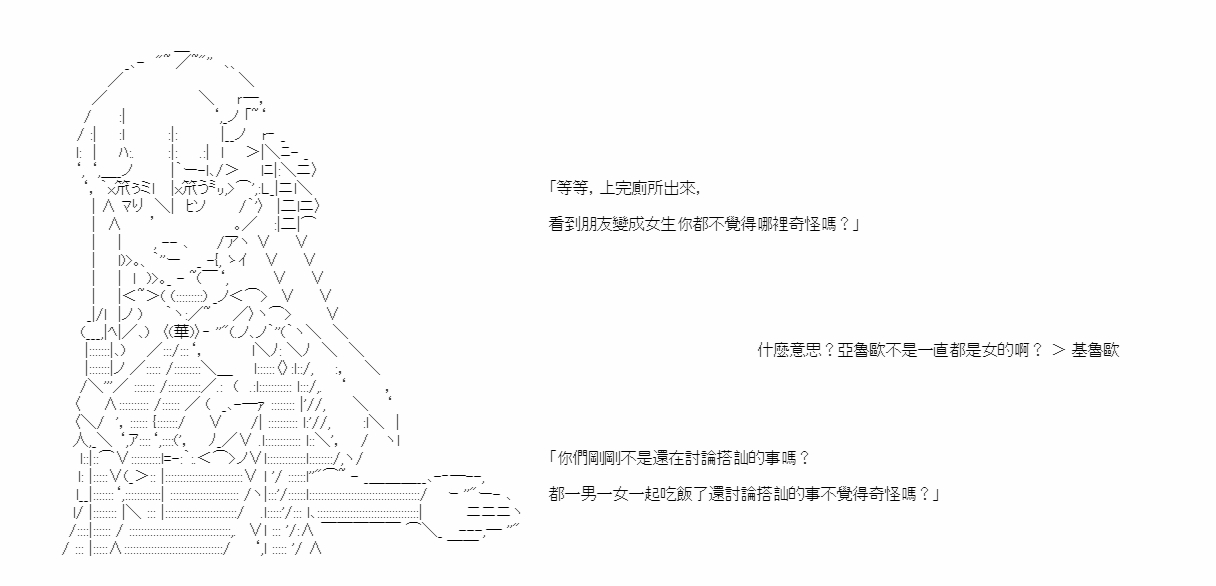 「等等，上完廁所出來，
看到朋友變成女生你都不覺得哪裡奇怪嗎？」
什麼意思？亞魯歐不是一直都是女的啊？ ＞ 基魯歐
「你們剛剛不是還在討論搭訕的事嗎？
都一男一女一起吃飯了還討論搭訕的事不覺得奇怪嗎？」